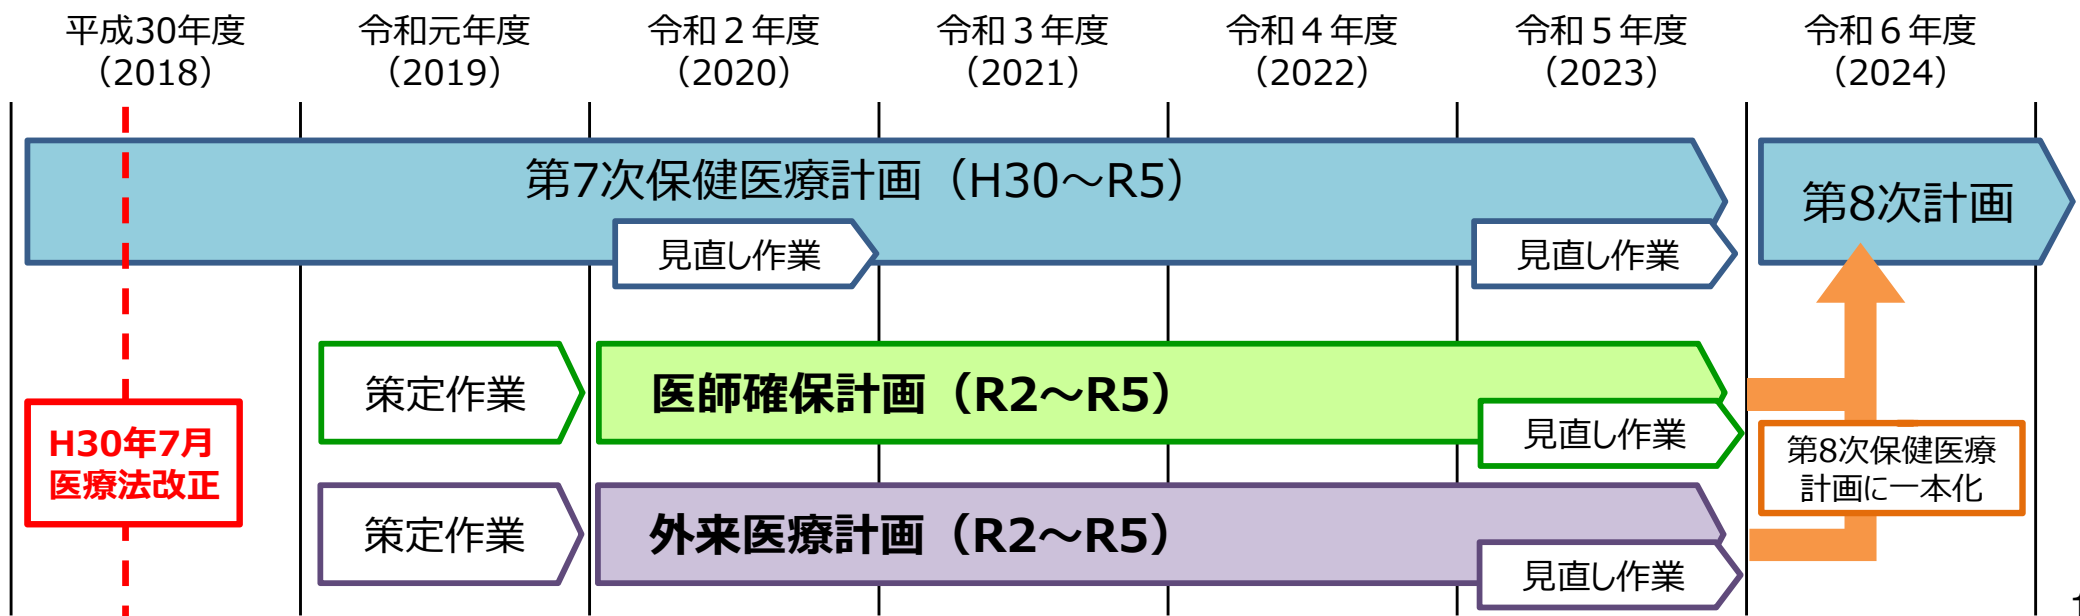 平成30年度
（2018）
令和元年度
（2019）
令和２年度
（2020）
令和３年度
（2021）
令和４年度
（2022）
令和５年度
（2023）
令和６年度
（2024）
第7次保健医療計画（H30～R5）
見直し作業
見直し作業
第8次計画
策定作業
医師確保計画（R2～R5）
見直し作業
H30年7月
医療法改正
第8次保健医療
計画に一本化
策定作業
外来医療計画（R2～R5）
見直し作業